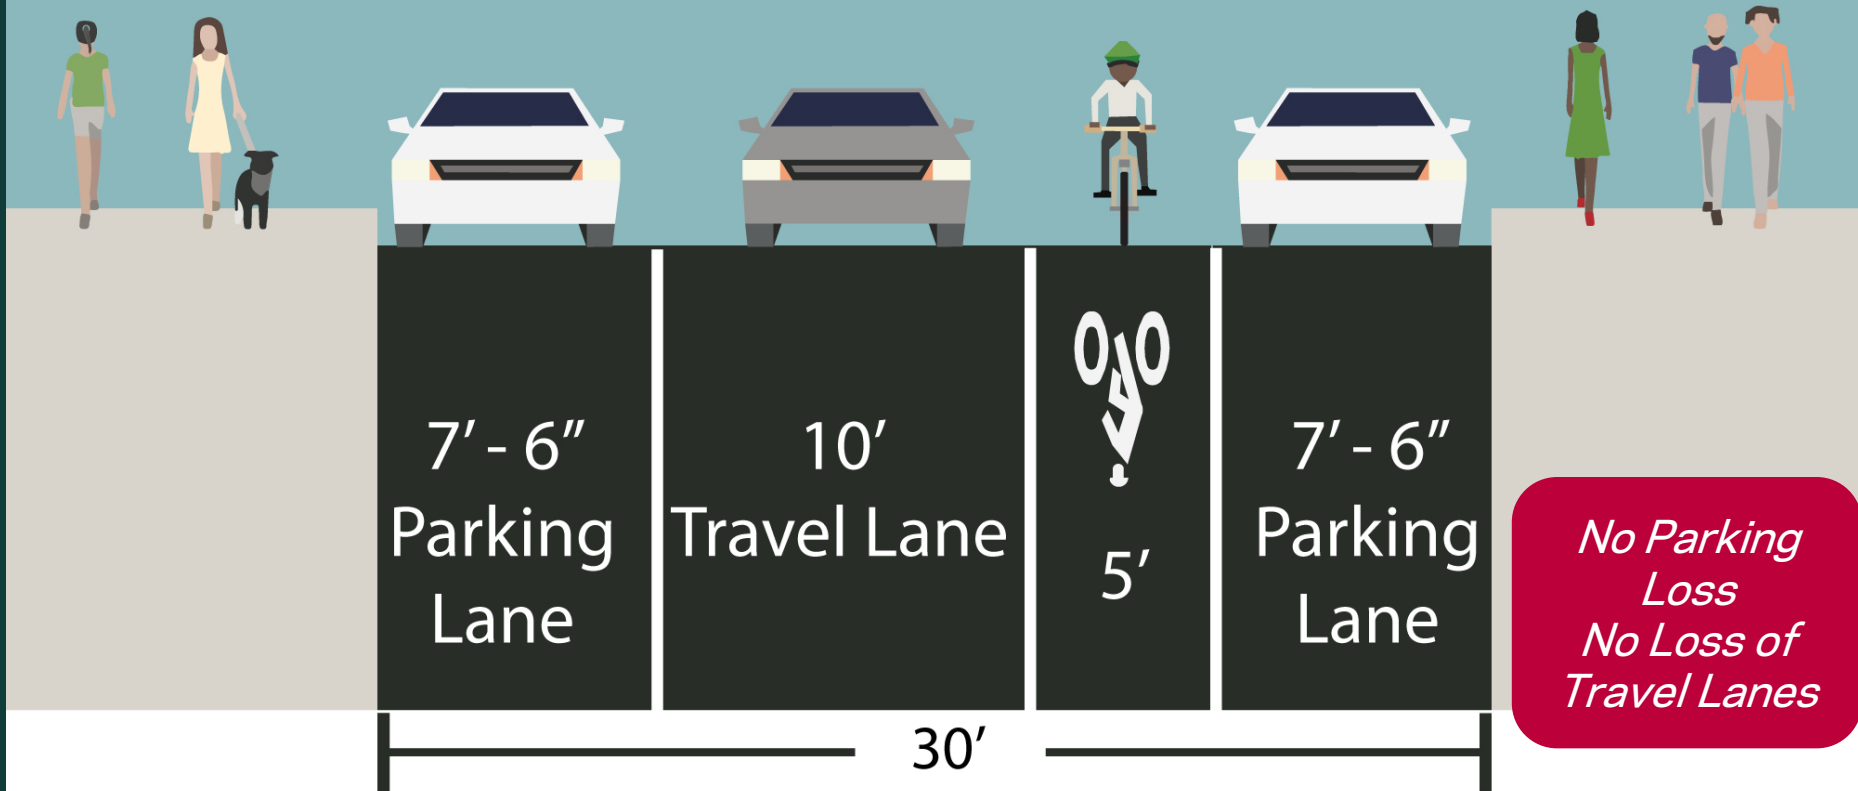 7’ - 6”
Parking
Lane
10’
Travel Lane
5’
7’ - 6”
Parking
Lane
No Parking
Loss
No Loss of
Travel Lanes
30’